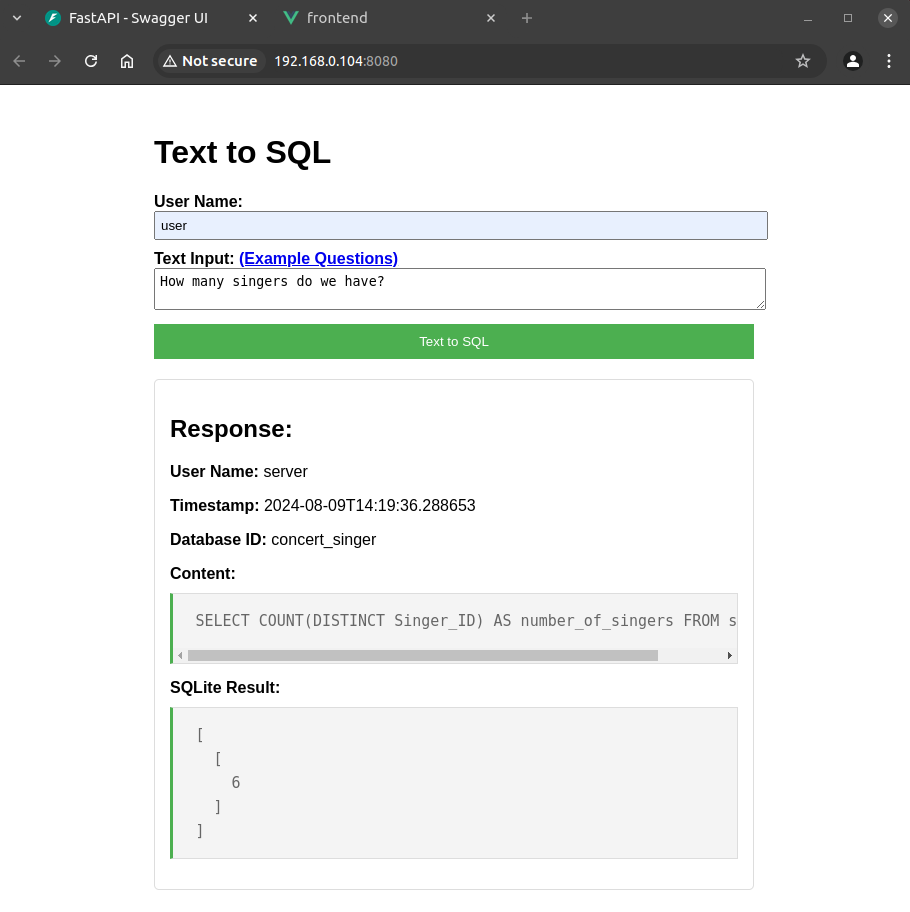 FastAPI - Swagger UI
frontend
Not secure
192.168.0.104:8080
Text to SQL
User Name:
user
Text Input: (Example Questions)
How many singers do we have?
Text to SQL
Response:
User Name: server
Timestamp: 2024-08-09T14:19:36.288653
Database ID: concert_singer
Content:
SELECT COUNT(DISTINCT Singer_ID) AS number_of_singers FROM s
SQLite Result:
[
[
6
]
]